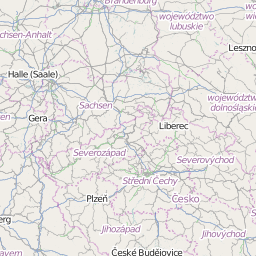 Brandenburg
województwo
lubuskie
Leszno
sen-Anhalt
Halle (Saale)
województwo
dolnośląskie
Sachsen
Gera
Liberec
Severozápad
Severovýchod
Střední Čechy
Plzeň
Česko
Jihozápad
Jihovýchod
České Budějovice